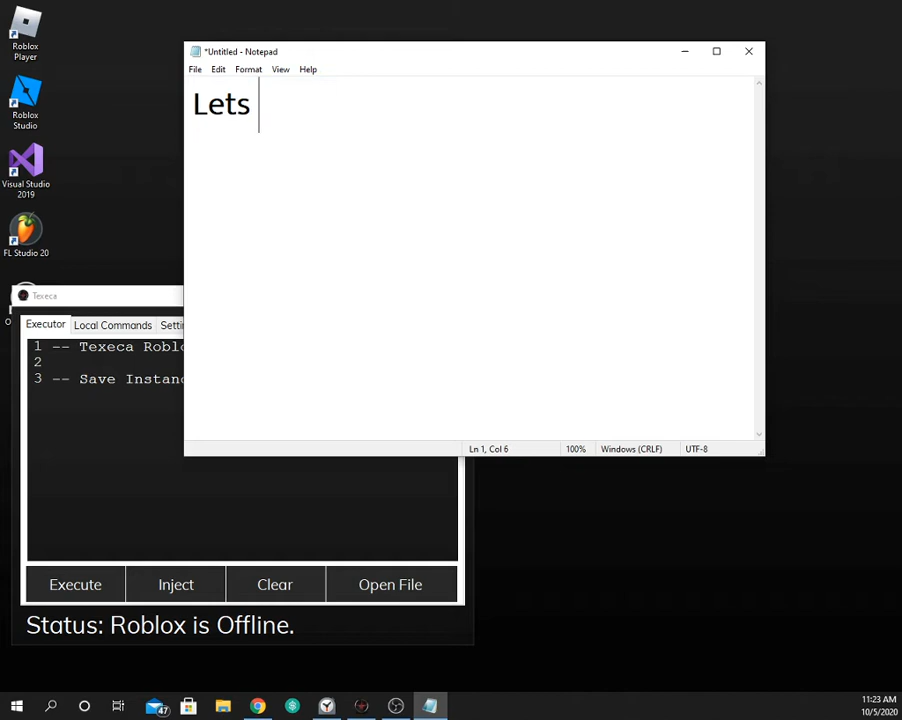 Roblox
Player
Roblox
Studio
Visual Studio
2019
FL Studio 20
*Untitled - Notepad
File Edit Format View Help
Lets
Ln 1, Col 6 100% Windows (CRLF) UTF-8
Texeca
Executor Local Commands
1 -- Texeca
2
3 -- Save
Execute Inject Clear Open File
Status: Roblox is Offline.
47
11:23 AM
10/5/2020